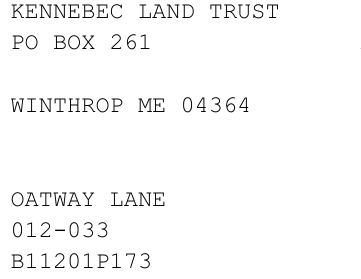 KENNEBEC LAND TRUST
PO BOX 261
WINTHROP ME 04364
OATWAY LANE
012-033
B11201P173